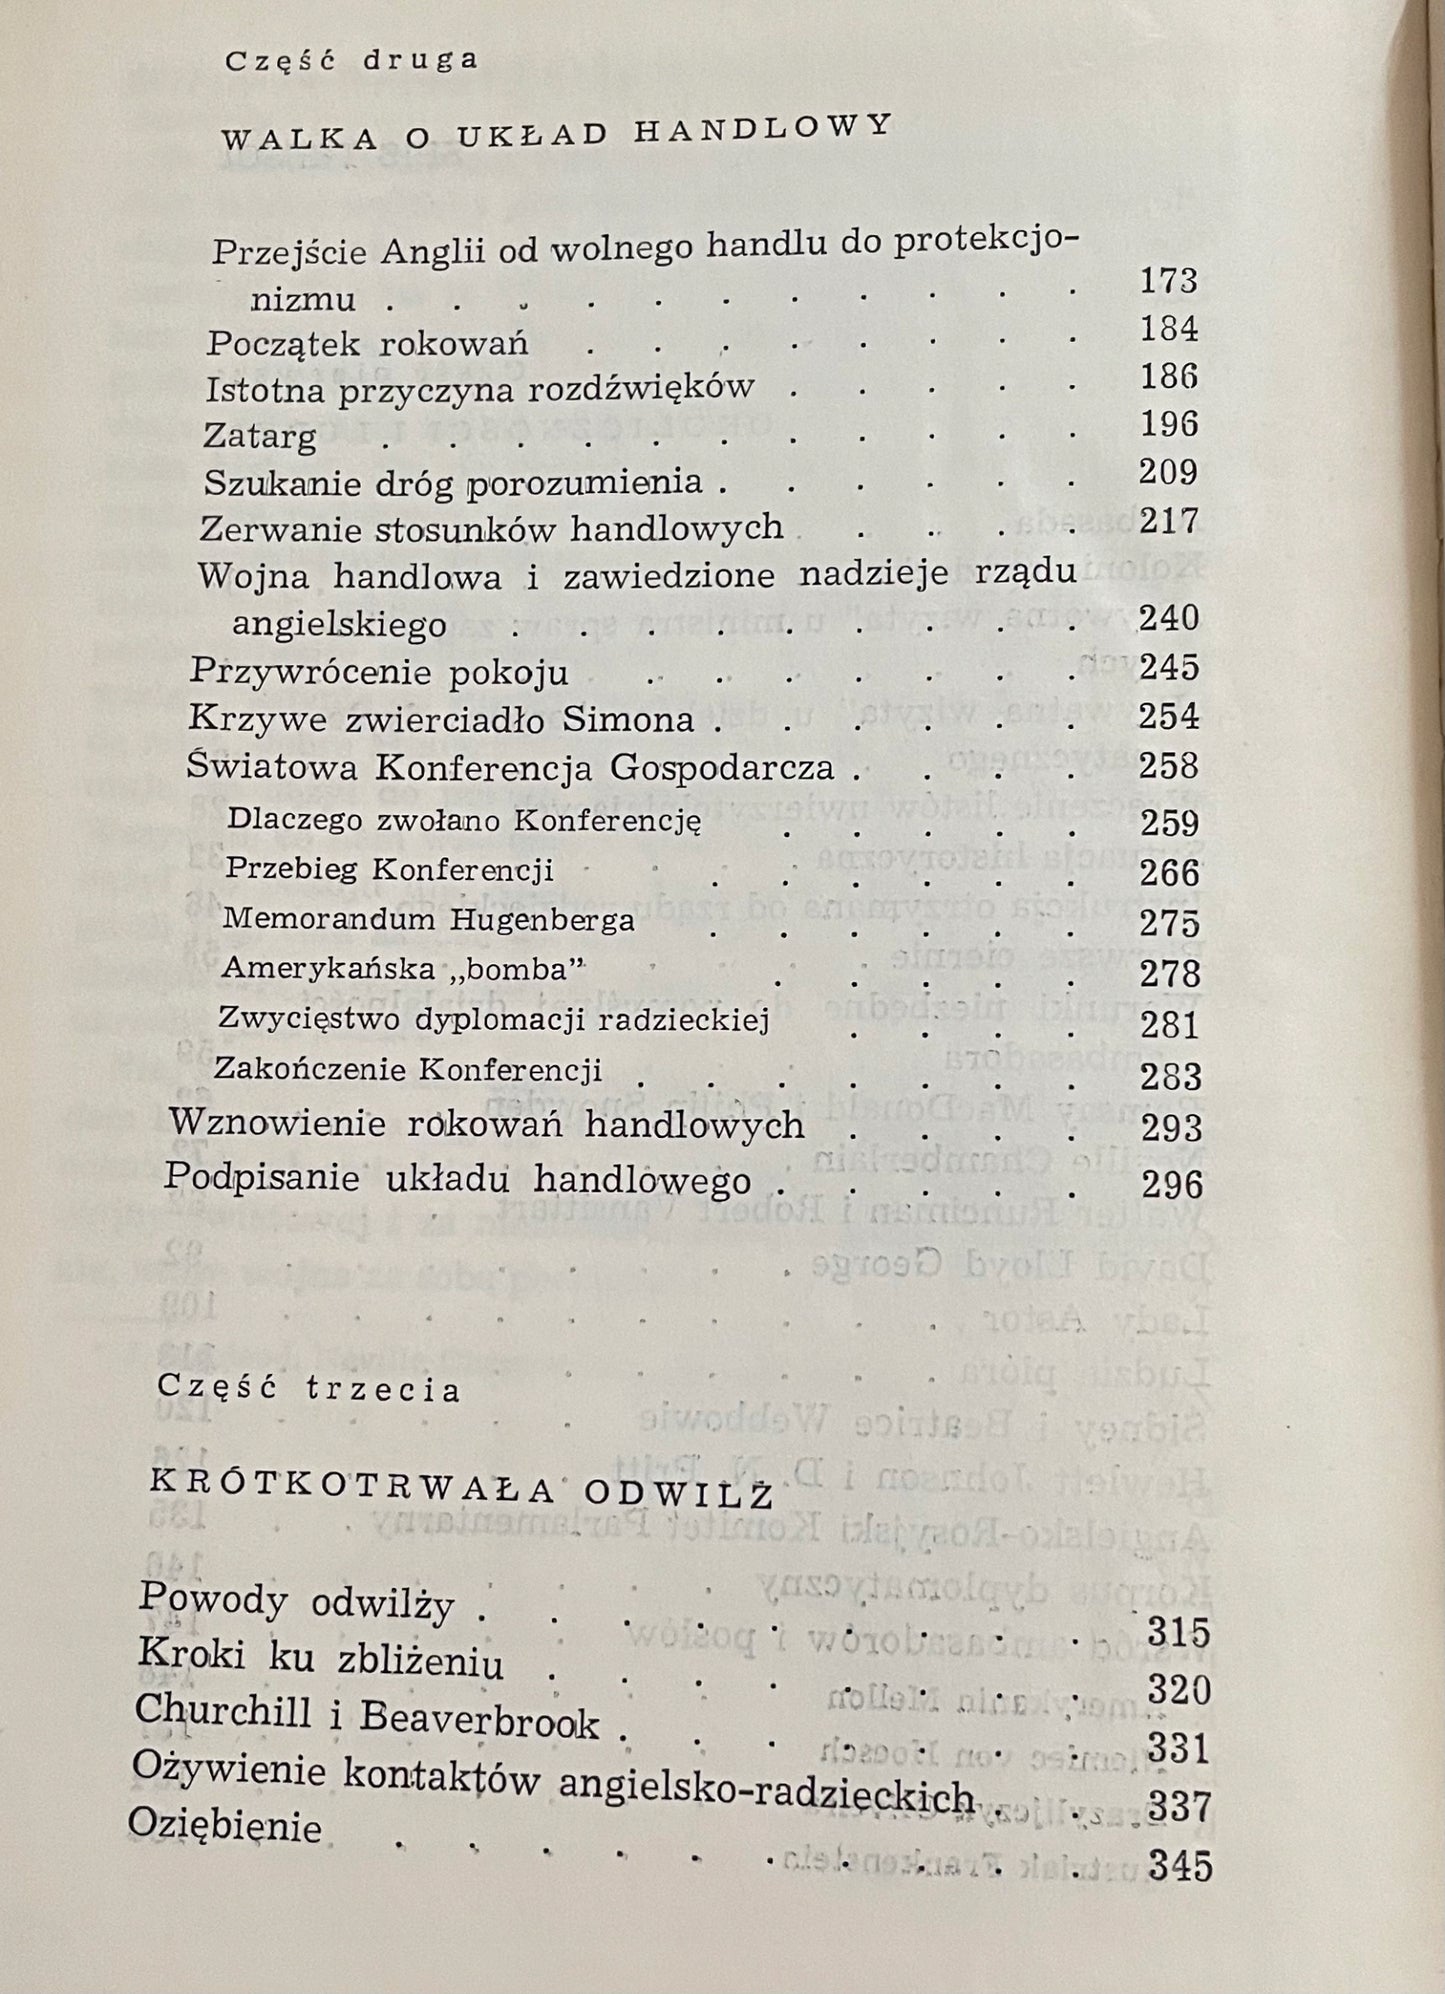 Część druga
WALKA O UKŁAD HANDLOWY
Przejście Anglii od wolnego handlu do protekcjo-
nizmu . . . . . . . . . . . 173
Początek rokowań . . . . . . . . 184
Istotna przyczyna rozdźwięków . . . . . 186
Zatarg . . . . . . . . . . . 196
Szukanie dróg porozumienia . . . . . . 209
Zerwanie stosunków handlowych . . . . 217
Wojna handlowa i zawiedzione nadzieje rządu
angielskiego . . . . . . . . . 240
Przywrócenie pokoju . . . . . . . 245
Krzywe zwierciadło Simona . . . . . . 254
Światowa Konferencja Gospodarcza . . . . 258
Dlaczego zwołano Konferencję . . . . . 259
Przebieg Konferencji . . . . . . 266
Memorandum Hugenberga . . . . . . 275
Amerykańska „bomba” . . . . . 278
Zwycięstwo dyplomacji radzieckiej . . . . 281
Zakończenie Konferencji . . . . . . . 283
Wznowienie rokowań handlowych . . . . 293
Podpisanie układu handlowego . . . . . 296
Część trzecia
KRÓTKOTRWAŁA ODWILŻ
Powody odwilży . . . . . . . . . 315
Kroki ku zbliżeniu . . . . . . . . 320
Churchill i Beaverbrook . . . . . . . 331
Ożywienie kontaktów angielsko-radzieckich . . 337
Oziębienie . . . . . . . . . . 345